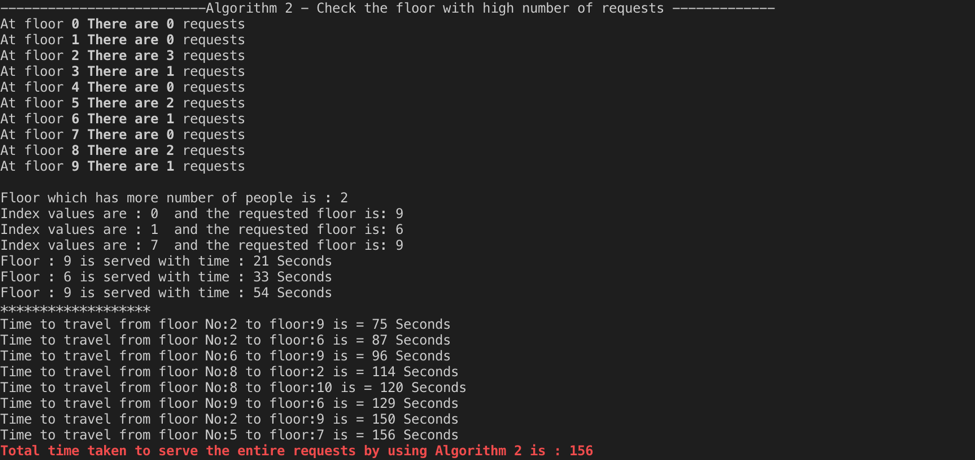 --------------------------Algorithm 2 - Check the floor with high number of requests -------------
At floor 0 There are 0 requests
At floor 1 There are 0 requests
At floor 2 There are 3 requests
At floor 3 There are 1 requests
At floor 4 There are 0 requests
At floor 5 There are 2 requests
At floor 6 There are 1 requests
At floor 7 There are 0 requests
At floor 8 There are 2 requests
At floor 9 There are 1 requests
Floor which has more number of people is : 2
Index values are : 0  and the requested floor is: 9
Index values are : 1  and the requested floor is: 6
Index values are : 7  and the requested floor is: 9
Floor : 9 is served with time : 21 Seconds
Floor : 6 is served with time : 33 Seconds
Floor : 9 is served with time : 54 Seconds
*******************
Time to travel from floor No:2 to floor:9 is = 75 Seconds
Time to travel from floor No:2 to floor:6 is = 87 Seconds
Time to travel from floor No:6 to floor:9 is = 96 Seconds
Time to travel from floor No:8 to floor:2 is = 114 Seconds
Time to travel from floor No:8 to floor:10 is = 120 Seconds
Time to travel from floor No:9 to floor:6 is = 129 Seconds
Time to travel from floor No:2 to floor:9 is = 150 Seconds
Time to travel from floor No:5 to floor:7 is = 156 Seconds
Total time taken to serve the entire requests by using Algorithm 2 is : 156